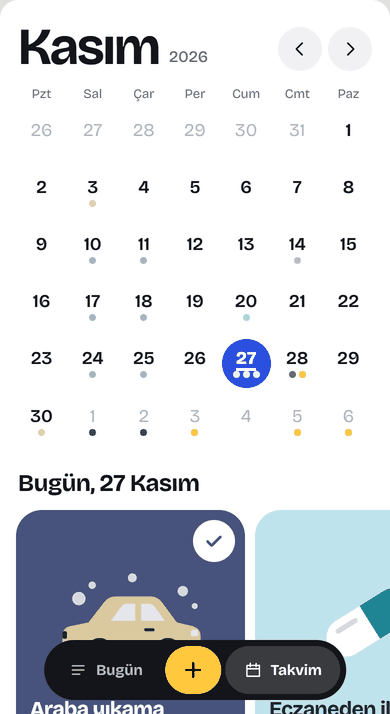 Kasım 2026
Pzt Sal Çar Per Cum Cmt Paz
26 27 28 29 30 31 1
2 3 4 5 6 7 8
9 10 11 12 13 14 15
16 17 18 19 20 21 22
23 24 25 26 27 28 29
30 1 2 3 4 5 6
Bugün, 27 Kasım
Bugün Takvim
Araba yıkama Eczaneden